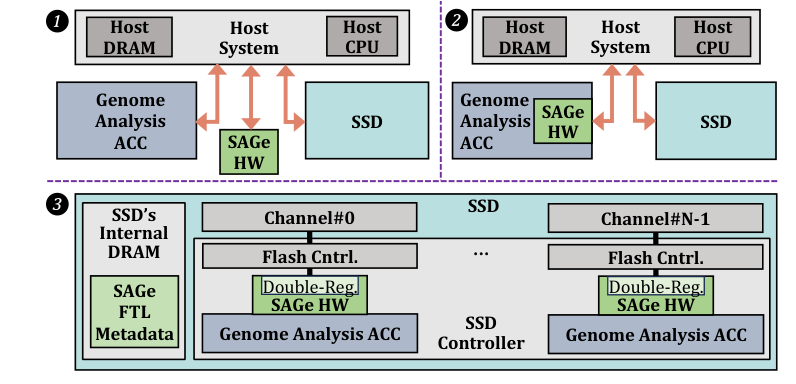 1
Host
DRAM
Host
System
Host
CPU
Genome
Analysis
ACC
SAGe
HW
SSD
2
Host
DRAM
Host
System
Host
CPU
Genome
Analysis
ACC
SAGe
HW
SSD
3
SSD's
Internal
DRAM
SAGe
FTL
Metadata
SSD
Channel#0
Flash Cntrl.
Double-Reg.
SAGe HW
Genome Analysis ACC
...
SSD
Controller
Channel#N-1
Flash Cntrl.
Double-Reg.
SAGe HW
Genome Analysis ACC